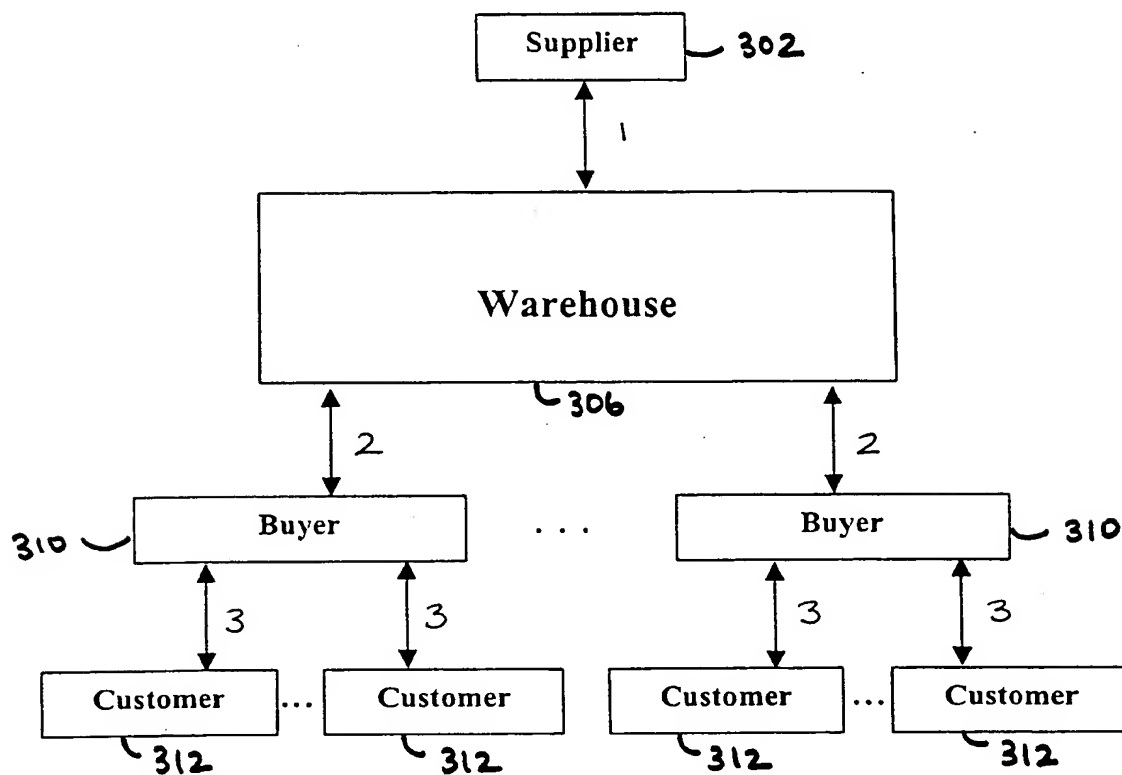 Supplier 302
1
Warehouse
306
2 2
310 Buyer ... Buyer 310
3 3 3 3
Customer ... Customer Customer ... Customer
312 312 312 312